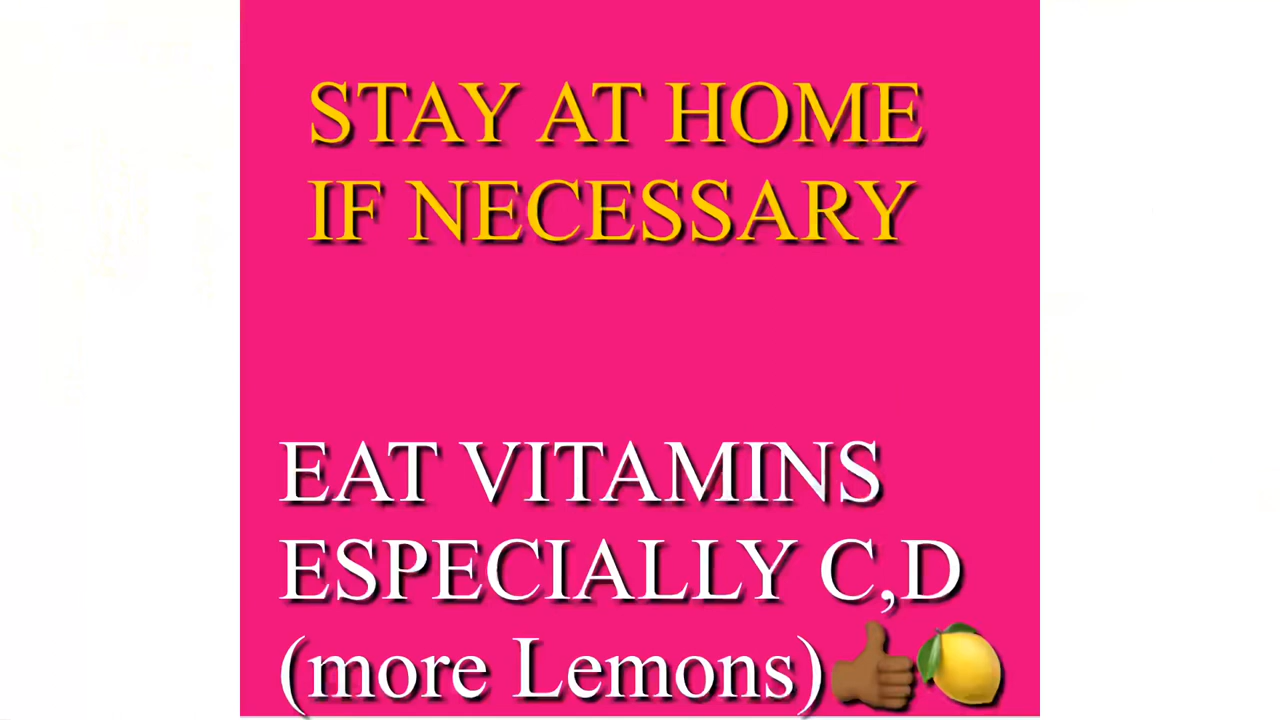 STAY AT HOME
IF NECESSARY
EAT VITAMINS
ESPECIALLY C,D
(more Lemons)👍🏾🍋